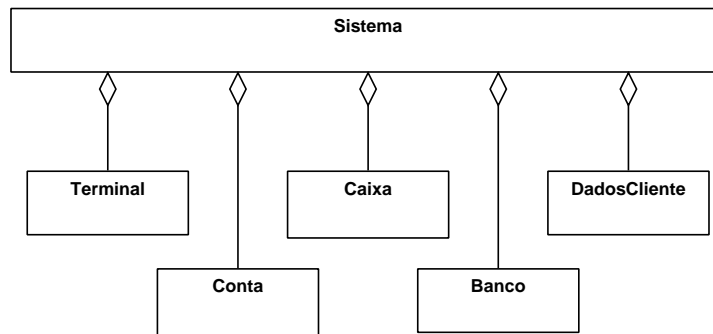 Sistema
Terminal
Caixa
DadosCliente
Conta
Banco